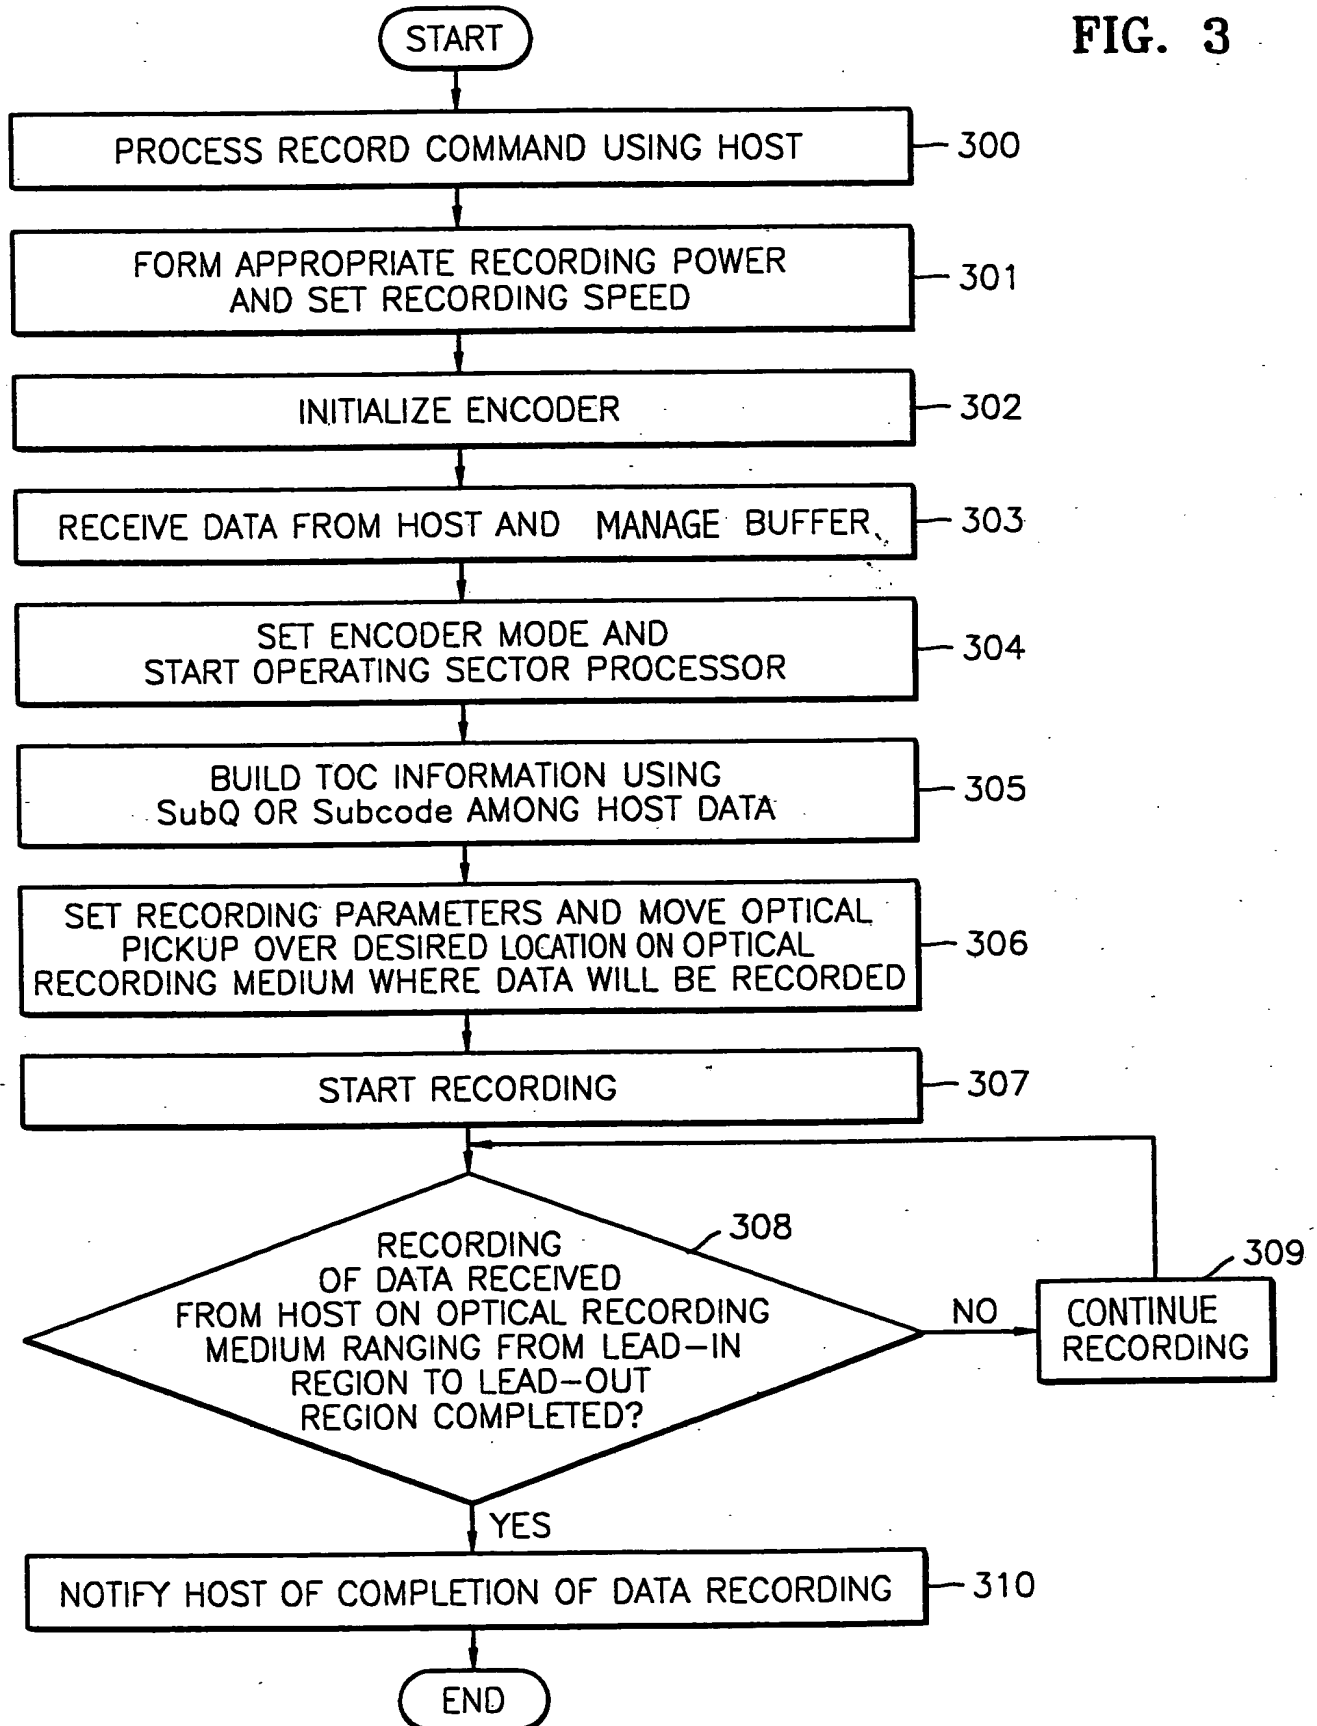 FIG. 3
START
PROCESS RECORD COMMAND USING HOST
300
FORM APPROPRIATE RECORDING POWER
AND SET RECORDING SPEED
301
INITIALIZE ENCODER
302
RECEIVE DATA FROM HOST AND MANAGE BUFFER
303
SET ENCODER MODE AND
START OPERATING SECTOR PROCESSOR
304
BUILD TOC INFORMATION USING
SubQ OR Subcode AMONG HOST DATA
305
SET RECORDING PARAMETERS AND MOVE OPTICAL
PICKUP OVER DESIRED LOCATION ON OPTICAL
RECORDING MEDIUM WHERE DATA WILL BE RECORDED
306
START RECORDING
307
308
RECORDING
OF DATA RECEIVED
FROM HOST ON OPTICAL RECORDING
MEDIUM RANGING FROM LEAD-IN
REGION TO LEAD-OUT
REGION COMPLETED?
NO
309
CONTINUE
RECORDING
YES
NOTIFY HOST OF COMPLETION OF DATA RECORDING
310
END